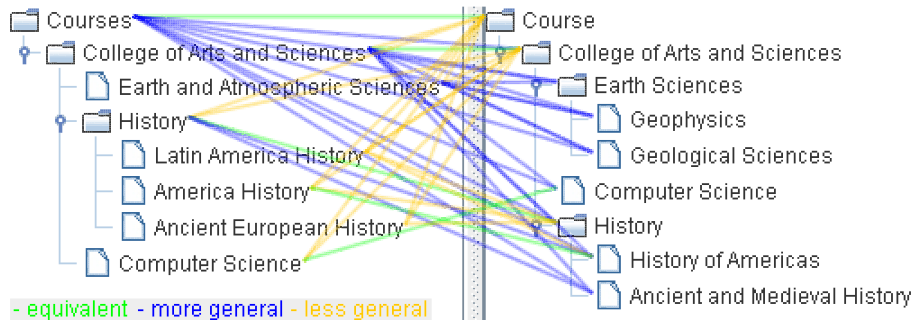 Courses
College of Arts and Sciences
Earth and Atmospheric Sciences
History
Latin America History
America History
Ancient European History
Computer Science
- equivalent - more general - less general
Course
College of Arts and Sciences
Earth Sciences
Geophysics
Geological Sciences
Computer Science
History
History of Americas
Ancient and Medieval History